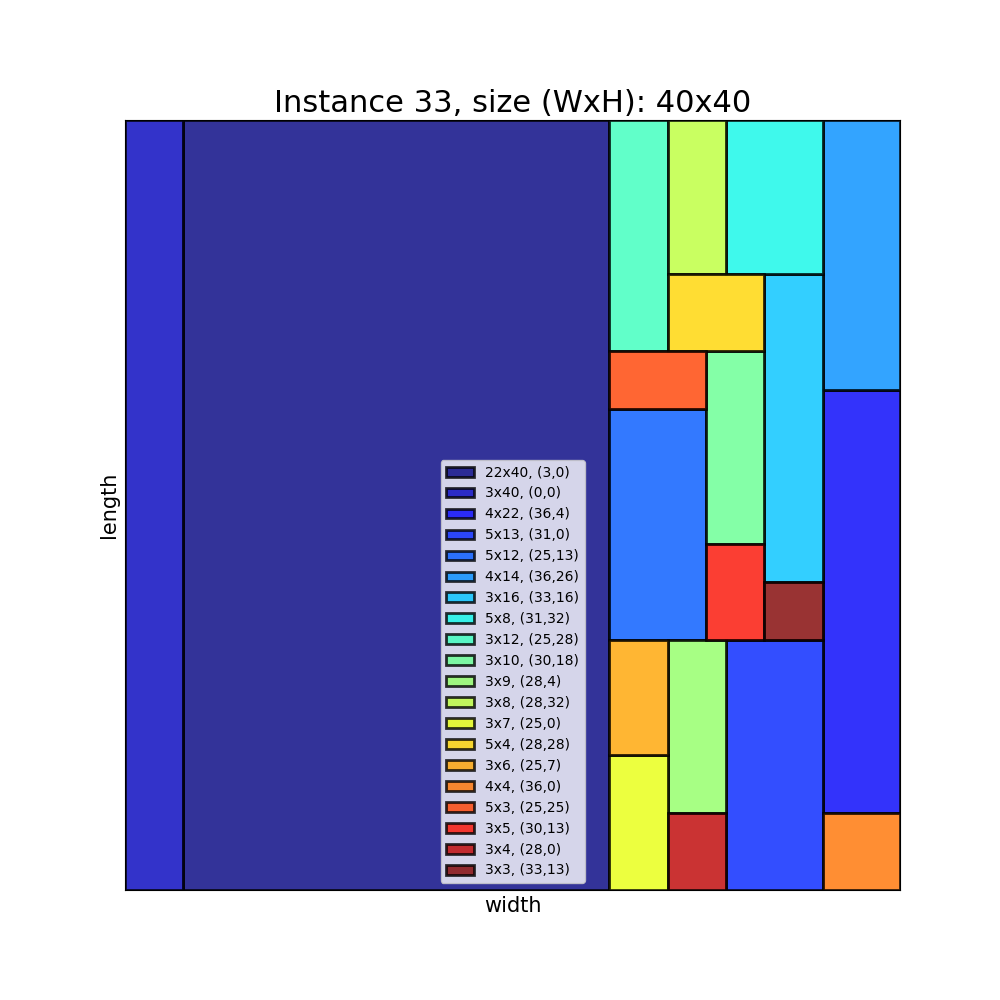 Instance 33, size (WxH): 40x40
length
22x40, (3,0)
3x40, (0,0)
4x22, (36,4)
5x13, (31,0)
5x12, (25,13)
4x14, (36,26)
3x16, (33,16)
5x8, (31,32)
3x12, (25,28)
3x10, (30,18)
3x9, (28,4)
3x8, (28,32)
3x7, (25,0)
5x4, (28,28)
3x6, (25,7)
4x4, (36,0)
5x3, (25,25)
3x5, (30,13)
3x4, (28,0)
3x3, (33,13)
width